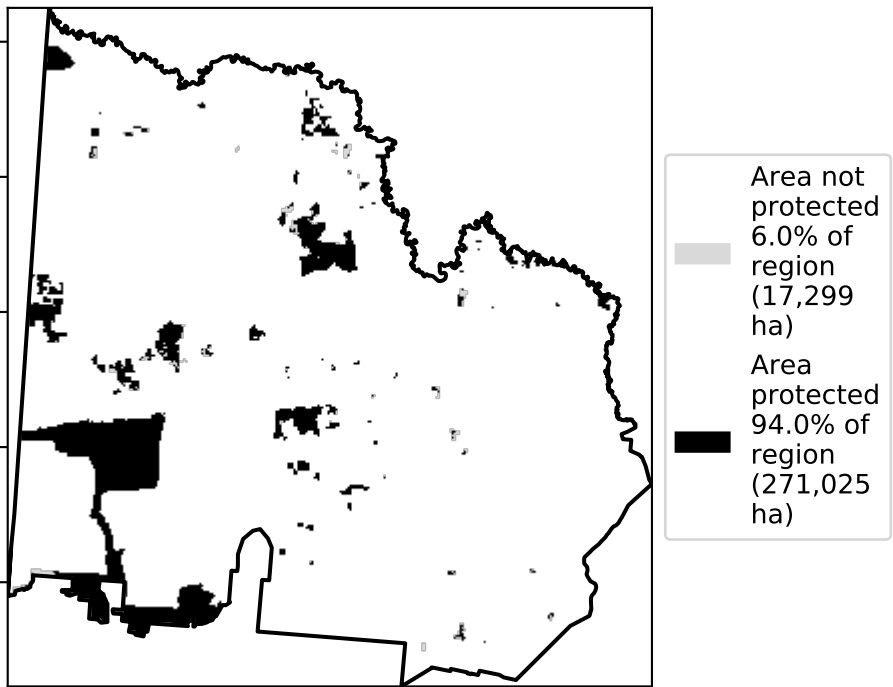 Area not
protected
6.0% of
region
(17,299
ha)
Area
protected
94.0% of
region
(271,025
ha)